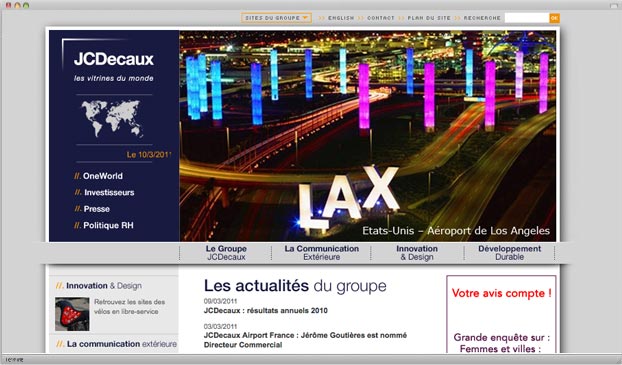 SITES DU GROUPE
ENGLISH
CONTACT
PLAN DU SITE
RECHERCHE
OK
JCDecaux
les vitrines du monde
Le 10/3/2011
//. OneWorld
//. Investisseurs
//. Presse
//. Politique RH
LAX
Etats-Unis – Aéroport de Los Angeles
Le Groupe
JCDecaux
La Communication
Extérieure
Innovation
& Design
Développement
Durable
//. Innovation & Design
Retrouvez les sites des
vélos en libre-service
//. La communication extérieure
Les actualités du groupe
09/03/2011
JCDecaux : résultats annuels 2010
03/03/2011
JCDecaux Airport France : Jérôme Goutières est nommé
Directeur Commercial
Votre avis compte !
Grande enquête sur :
Femmes et villes :